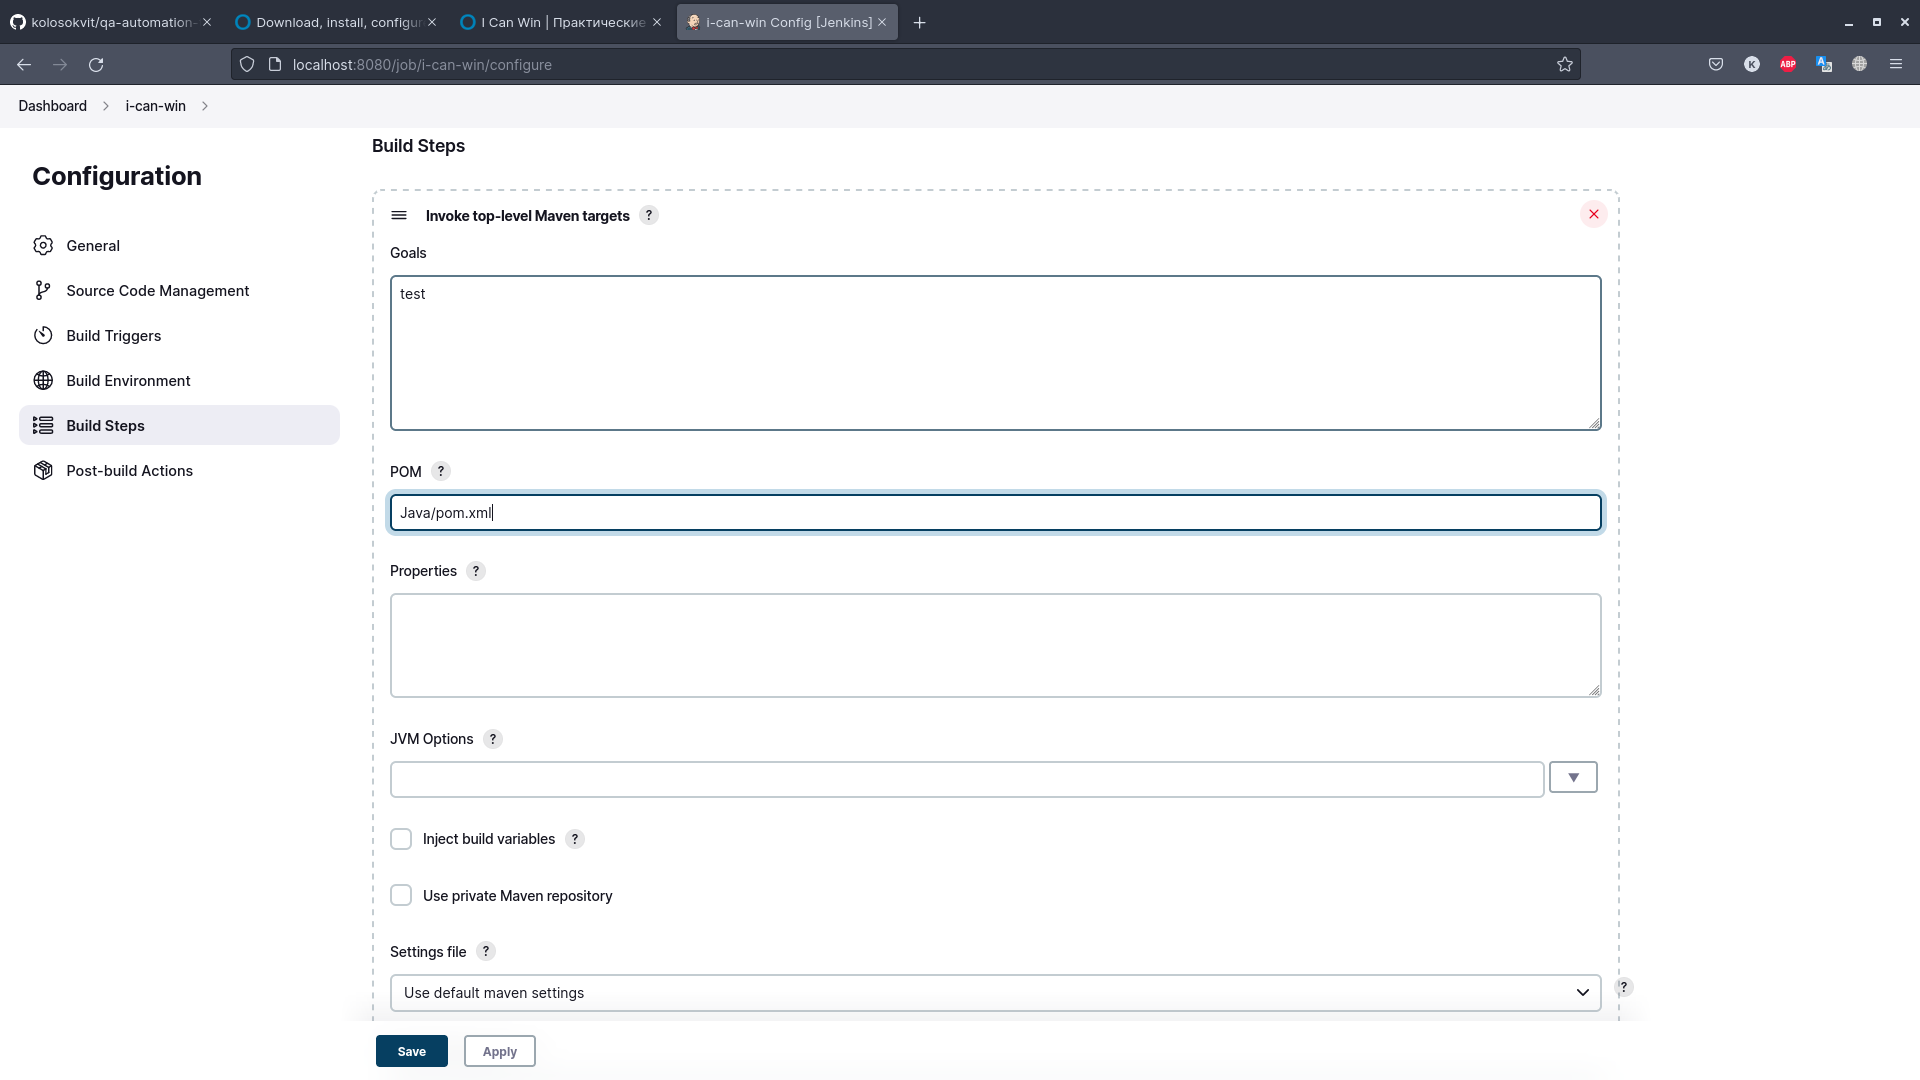 kolosokvit/qa-automation-
Download, install, configur
I Can Win | Практические
i-can-win Config [Jenkins]
localhost:8080/job/i-can-win/configure
K
ABP
Dashboard
i-can-win
Build Steps
Configuration
General
Source Code Management
Build Triggers
Build Environment
Build Steps
Post-build Actions
Invoke top-level Maven targets ?
Goals
test
POM ?
Java/pom.xml
Properties ?
JVM Options ?
Inject build variables ?
Use private Maven repository
Settings file ?
Use default maven settings
?
Save
Apply